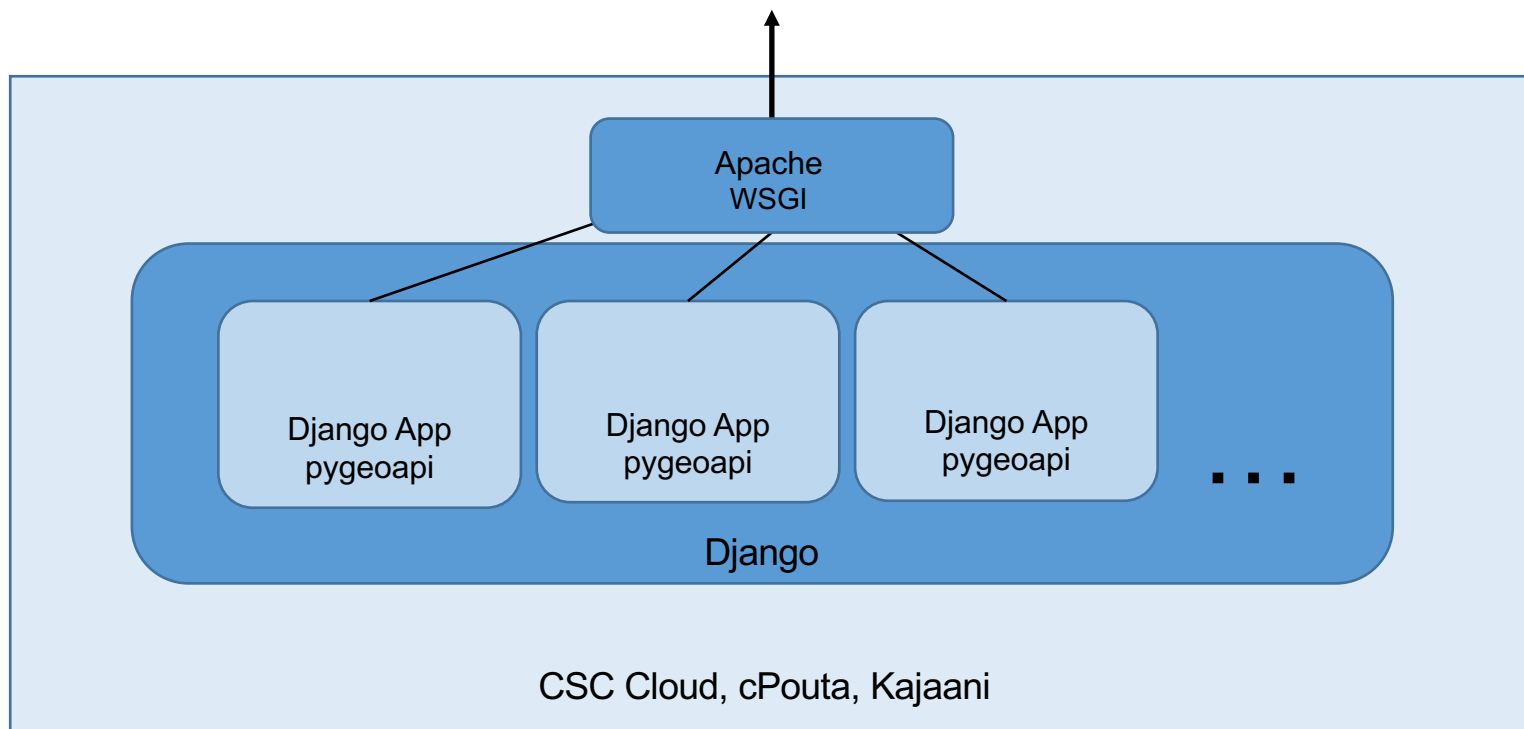 Apache
WSGI
Django App
pygeoapi
Django App
pygeoapi
Django App
pygeoapi
...
Django
CSC Cloud, cPouta, Kajaani